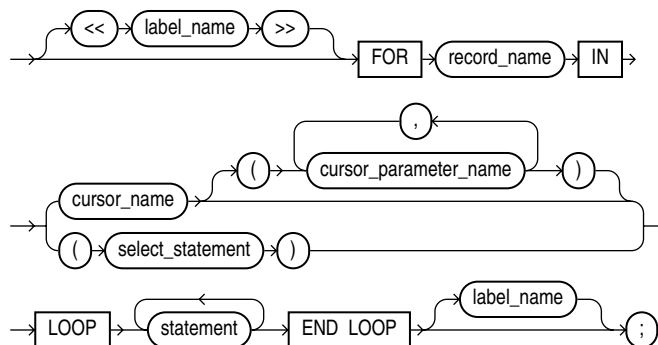 << label_name >>
FOR record_name IN
,
( cursor_parameter_name )
cursor_name
( select_statement )
label_name
LOOP statement END LOOP ;